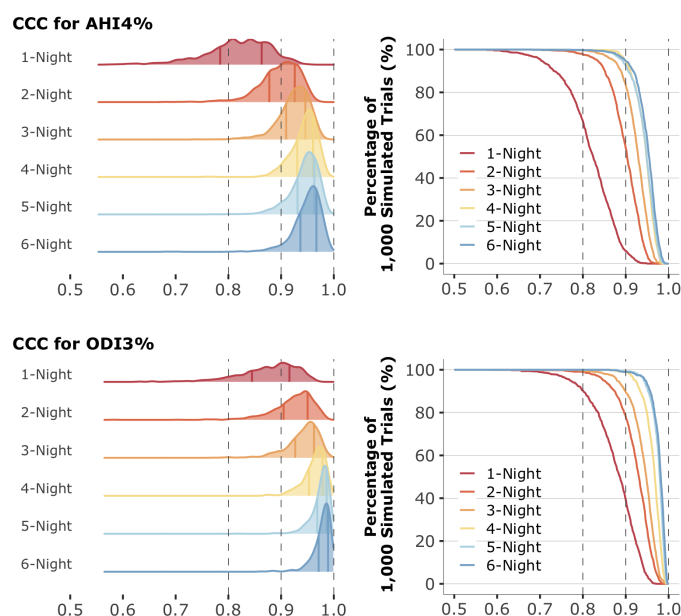 CCC for AHI4%
1-Night
2-Night
3-Night
4-Night
5-Night
6-Night
0.5 0.6 0.7 0.8 0.9 1.0
Percentage of
1,000 Simulated Trials (%)
100
80
60
40
20
0
1-Night
2-Night
3-Night
4-Night
5-Night
6-Night
0.5 0.6 0.7 0.8 0.9 1.0
CCC for ODI3%
1-Night
2-Night
3-Night
4-Night
5-Night
6-Night
0.5 0.6 0.7 0.8 0.9 1.0
Percentage of
1,000 Simulated Trials (%)
100
80
60
40
20
0
1-Night
2-Night
3-Night
4-Night
5-Night
6-Night
0.5 0.6 0.7 0.8 0.9 1.0